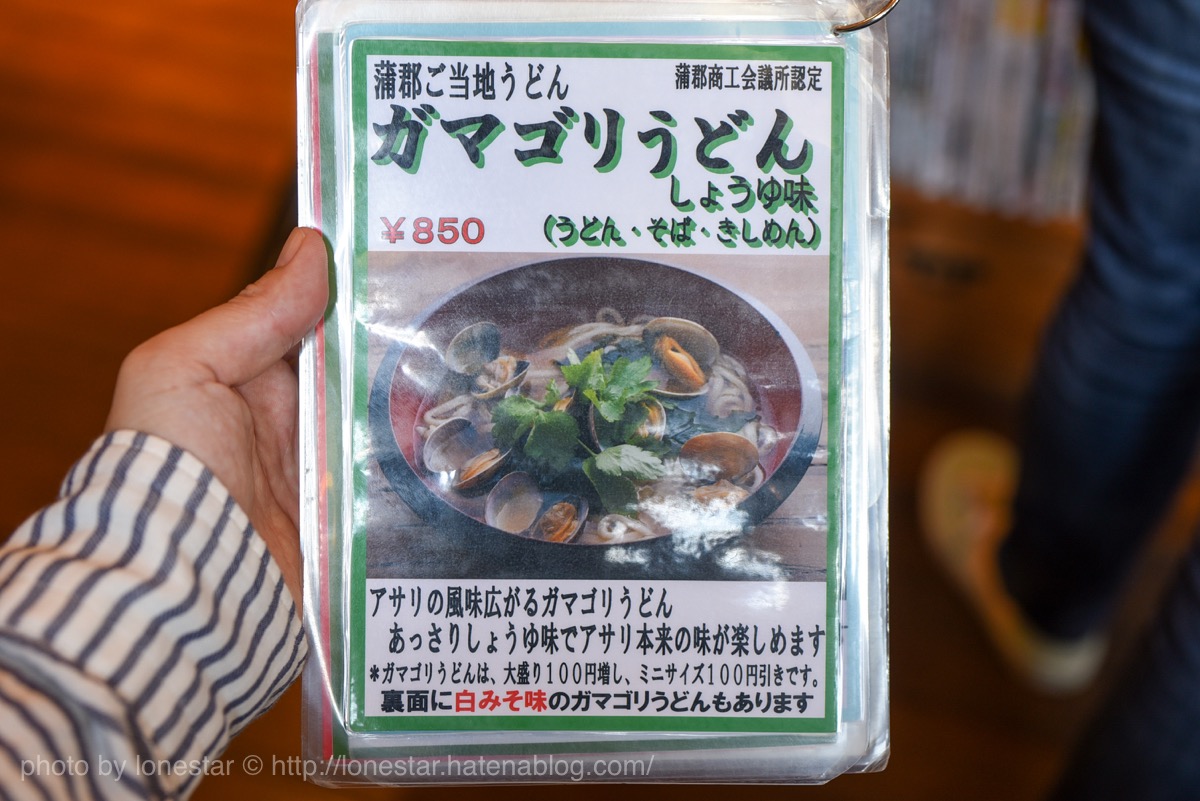 蒲郡ご当地うどん
蒲郡商工会議所認定
ガマゴリうどん
しょうゆ味
￥850
(うどん・そば・きしめん)
アサリの風味広がるガマゴリうどん
あっさりしょうゆ味でアサリ本来の味が楽しめます
*ガマゴリうどんは、大盛り100円増し、ミニサイズ100円引きです。
裏面に白みそ味のガマゴリうどんもあります
photo by lonestar © http://lonestar.hatenablog.com/